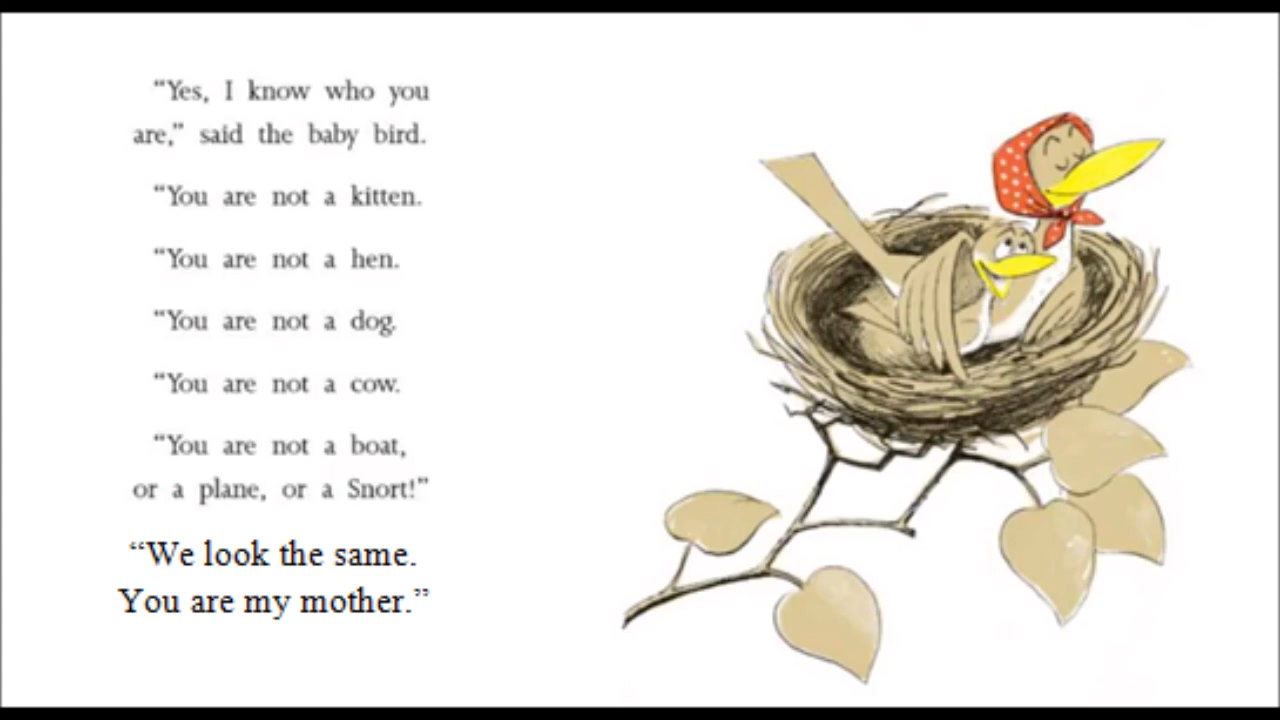 “Yes, I know who you
are,” said the baby bird.
“You are not a kitten.
“You are not a hen.
“You are not a dog.
“You are not a cow.
“You are not a boat,
or a plane, or a Snort!”
“We look the same.
You are my mother.”